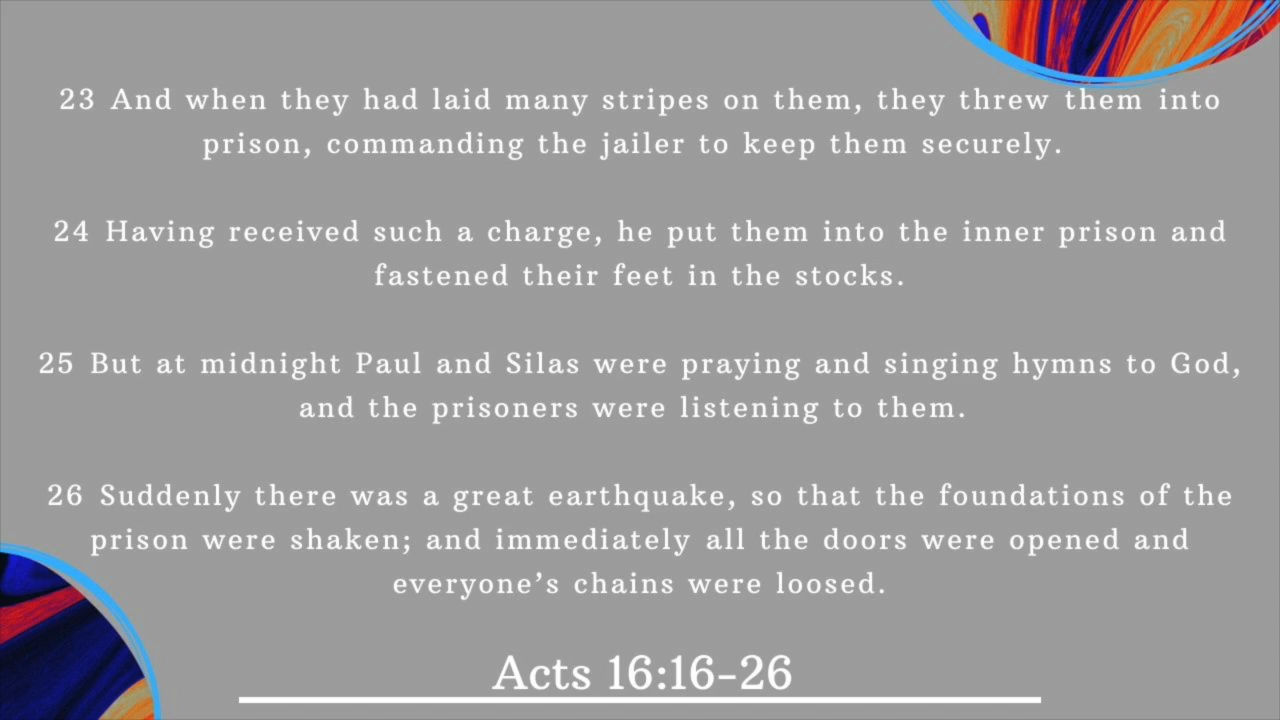 23 And when they had laid many stripes on them, they threw them into
prison, commanding the jailer to keep them securely.
24 Having received such a charge, he put them into the inner prison and
fastened their feet in the stocks.
25 But at midnight Paul and Silas were praying and singing hymns to God,
and the prisoners were listening to them.
26 Suddenly there was a great earthquake, so that the foundations of the
prison were shaken; and immediately all the doors were opened and
everyone’s chains were loosed.
Acts 16:16-26